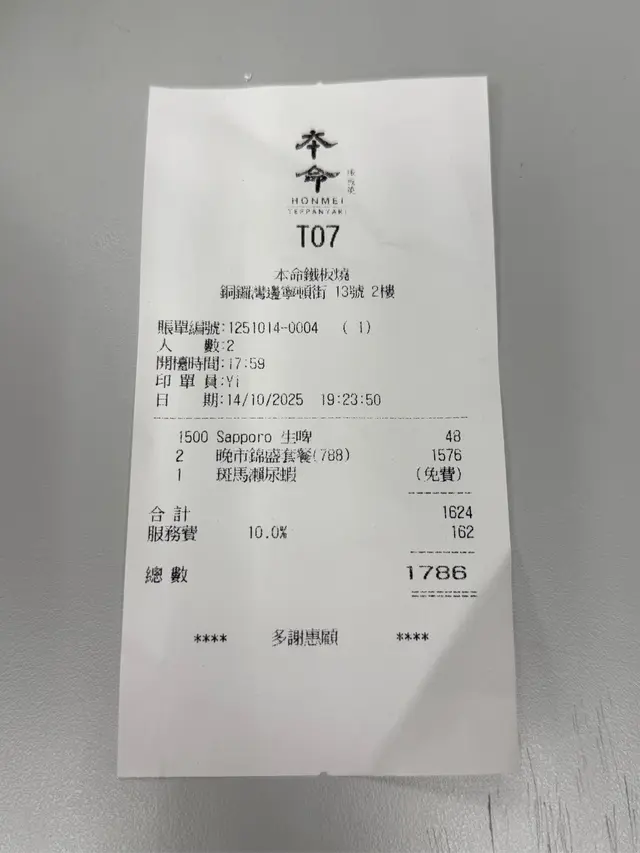 本命
鐵板燒
HONMEI
TEPPANYAKI
T07
本命鐵板燒
銅鑼灣邊寧頓街 13號 2樓
賬單編號:1251014-0004 ( 1)
人 數:2
開檯時間:17:59
印 單 員:Yi
日 期:14/10/2025 19:23:50
1500 Sapporo 生啤 48
2 晚市錦盛套餐(788) 1576
1 斑馬瀨尿蝦 (免費)
合計 1624
服務費 10.0% 162
總數 1786
**** 多謝惠顧 ****